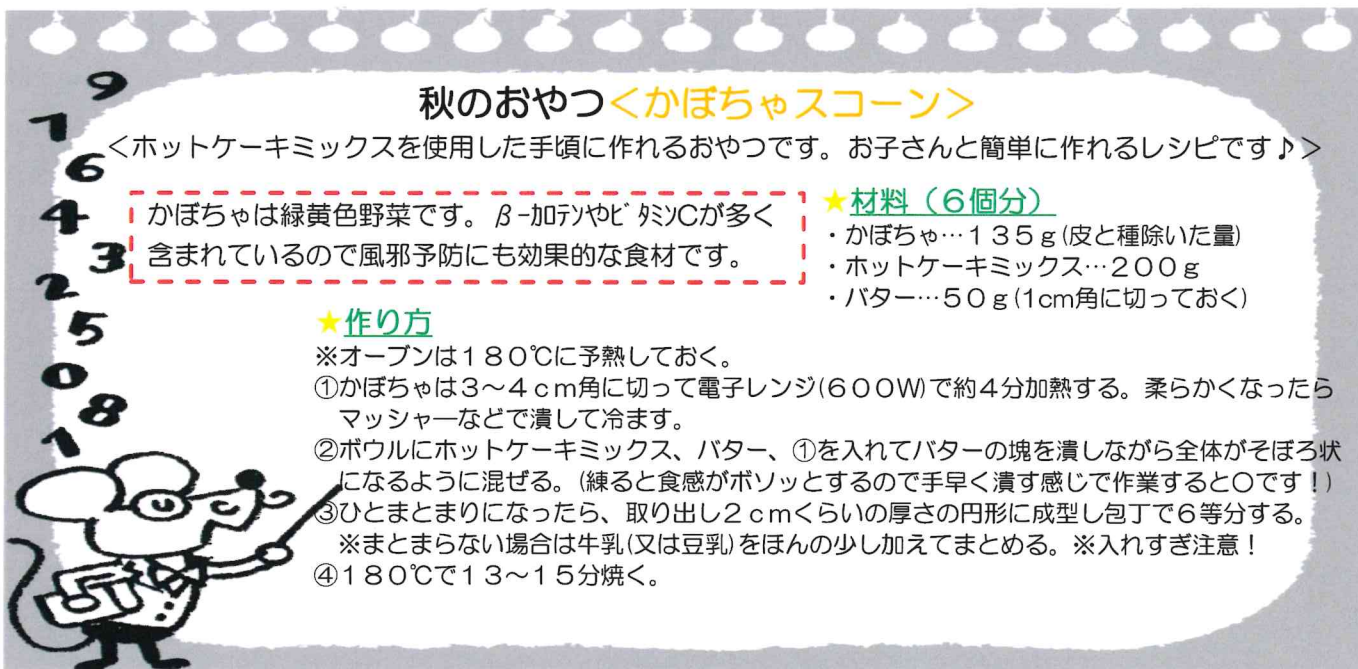 秋のおやつ<かぼちゃスコーン>
<ホットケーキミックスを使用した手頃に作れるおやつです。お子さんと簡単に作れるレシピです♪>
かぼちゃは緑黄色野菜です。β-ｶﾛﾃﾝやﾋﾞﾀﾐﾝCが多く
含まれているので風邪予防にも効果的な食材です。
★材料（６個分）
・かぼちゃ…１３５ｇ(皮と種除いた量)
・ホットケーキミックス…２００ｇ
・バター…５０ｇ(1cm角に切っておく)
★作り方
※オーブンは１８０℃に予熱しておく。
①かぼちゃは３～４ｃｍ角に切って電子レンジ(６００W)で約４分加熱する。柔らかくなったら
マッシャ―などで潰して冷ます。
②ボウルにホットケーキミックス、バター、①を入れてバターの塊を潰しながら全体がそぼろ状
になるように混ぜる。(練ると食感がボソッとするので手早く潰す感じで作業すると〇です！)
③ひとまとまりになったら、取り出し２ｃｍくらいの厚さの円形に成型し包丁で６等分する。
※まとまらない場合は牛乳(又は豆乳)をほんの少し加えてまとめる。※入れすぎ注意！
④１８０℃で１３～１５分焼く。
9
7
6
4
3
2
5
0
8
1